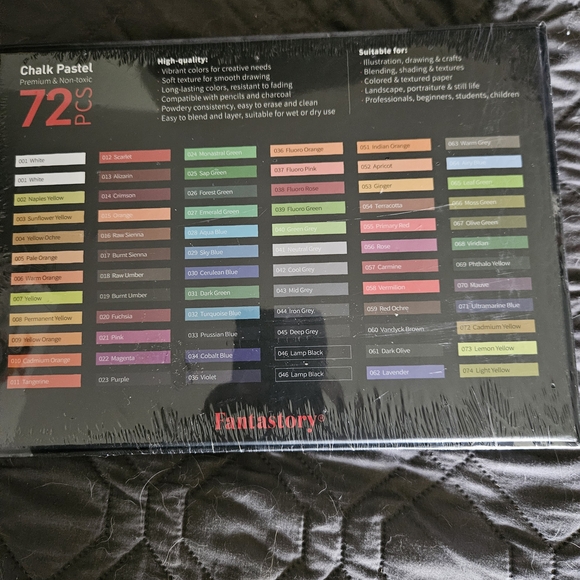 Chalk Pastel
Premium & Non-toxic
72 PCS
High-quality:
· Vibrant colors for creative needs
· Soft texture for smooth drawing
· Long-lasting colors, resistant to fading
· Compatible with pencils and charcoal
· Powdery consistency, easy to erase and clean
· Easy to blend and layer, suitable for wet or dry use
Suitable for:
· Illustration, drawing & crafts
· Blending, shading & textures
· Colored & textured paper
· Landscape, portraiture & still life
· Professionals, beginners, students, children
001 White
001 White
002 Naples Yellow
003 Sunflower Yellow
004 Yellow Ochre
005 Pale Orange
006 Warm Orange
007 Yellow
008 Permanent Yellow
009 Yellow Orange
010 Cadmium Orange
011 Tangerine
012 Scarlet
013 Alizarin
014 Crimson
015 Orange
016 Raw Sienna
017 Burnt Sienna
018 Raw Umber
019 Burnt Umber
020 Fuchsia
021 Pink
022 Magenta
023 Purple
024 Monastral Green
025 Sap Green
026 Forest Green
027 Emerald Green
028 Aqua Blue
029 Sky Blue
030 Cerulean Blue
031 Dark Green
032 Turquoise Blue
033 Prussian Blue
034 Cobalt Blue
035 Violet
036 Fluoro Orange
037 Fluoro Pink
038 Fluoro Rose
039 Fluoro Green
041 Neutral Grey
042 Cool Grey
043 Mid Grey
044 Iron Grey
045 Deep Grey
046 Lamp Black
046 Lamp Black
051 Indian Orange
052 Apricot
053 Ginger
054 Terracotta
055 Primary Red
056 Rose
057 Carmine
058 Vermilion
059 Red Ochre
060 Vandyck Brown
061 Dark Olive
062 Lavender
063 Warm Grey
065 Leaf Green
066 Moss Green
067 Olive Green
068 Viridian
069 Phthalo Yellow
070 Mauve
071 Ultramarine Blue
072 Cadmium Yellow
073 Lemon Yellow
074 Light Yellow
Fantastory®